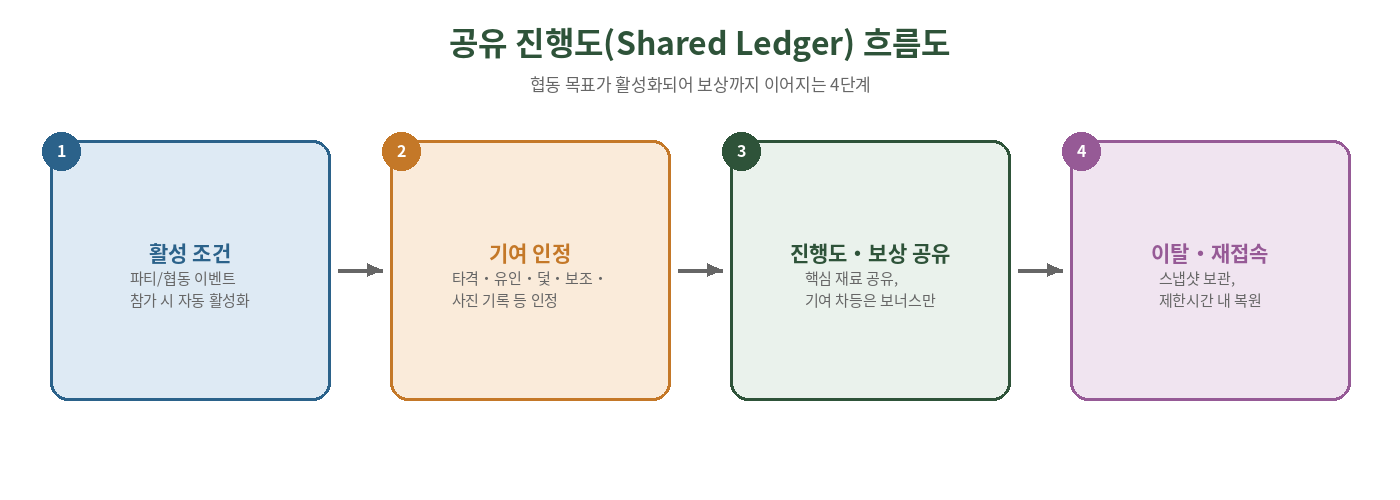 공유 진행도(Shared Ledger) 흐름도
협동 목표가 활성화되어 보상까지 이어지는 4단계
1
활성 조건
파티/협동 이벤트
참가 시 자동 활성화
2
기여 인정
타격・유인・덫・보조・
사진 기록 등 인정
3
진행도・보상 공유
핵심 재료 공유,
기여 차등은 보너스만
4
이탈・재접속
스냅샷 보관,
제한시간 내 복원